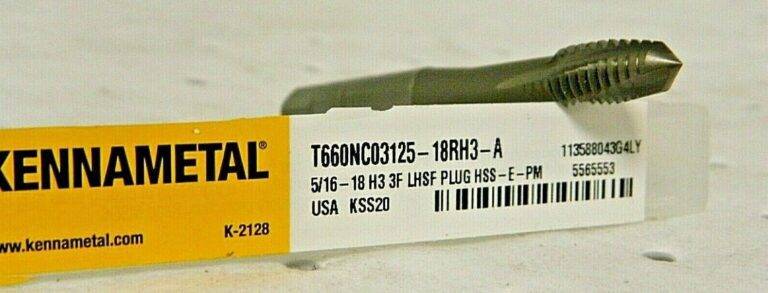 KENNAMETAL
www.kennametal.com
K-2128
T660NC03125-18RH3-A
5/16-18 H3 3F LHSF PLUG HSS-E-PM
USA KSS20
113588043G4LY
5565553